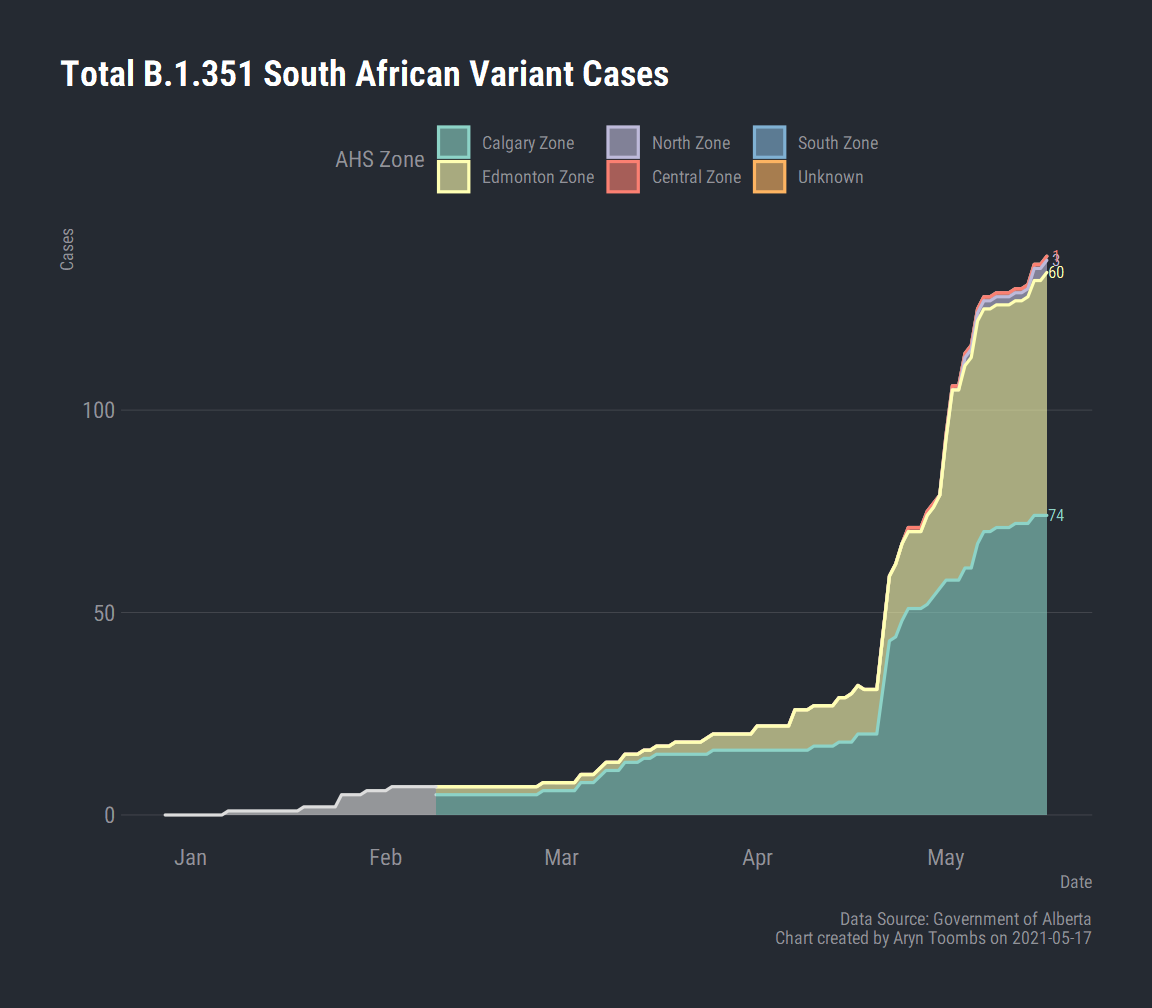 Total B.1.351 South African Variant Cases
AHS Zone
Calgary Zone
North Zone
South Zone
Edmonton Zone
Central Zone
Unknown
Cases
1
3
60
100
74
50
0
Jan
Feb
Mar
Apr
May
Date
Data Source: Government of Alberta
Chart created by Aryn Toombs on 2021-05-17